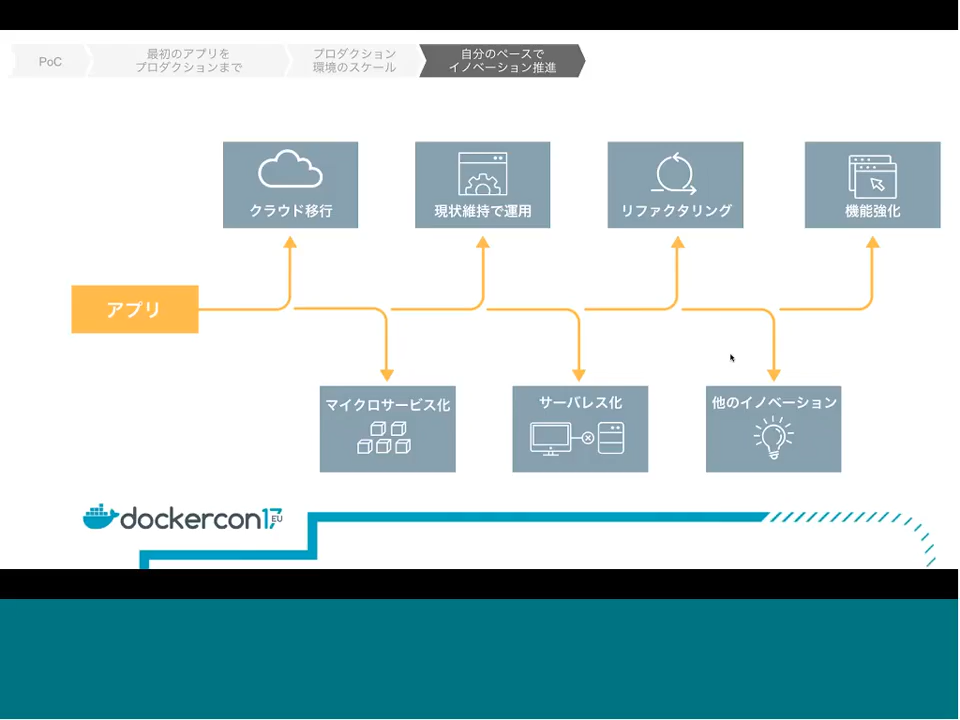 PoC
最初のアプリを
プロダクションまで
プロダクション
環境のスケール
自分のペースで
イノベーション推進
クラウド移行
現状維持で運用
リファクタリング
機能強化
アプリ
マイクロサービス化
サーバレス化
他のイノベーション
dockercon17
EU